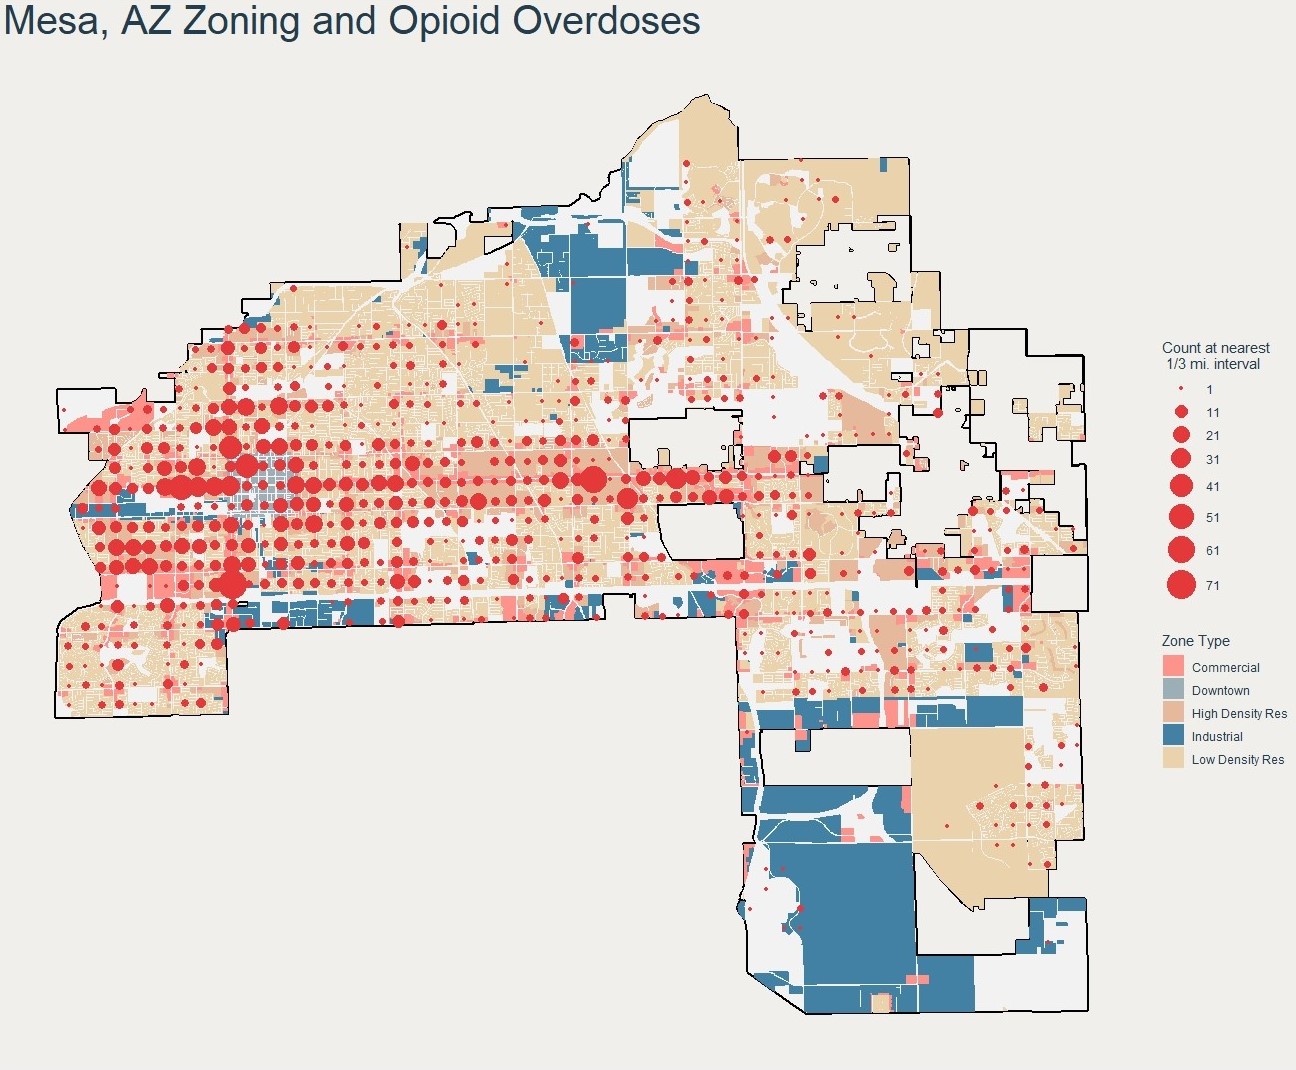 Mesa, AZ Zoning and Opioid Overdoses
Count at nearest
1/3 mi. interval
1
11
21
31
41
51
61
71
Zone Type
Commercial
Downtown
High Density Res
Industrial
Low Density Res